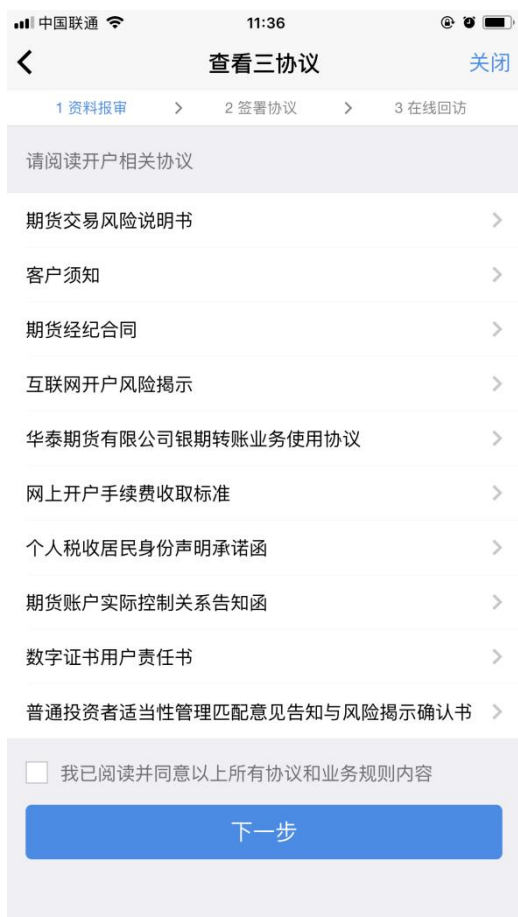 中国联通
11:36
查看三协议
关闭
1 资料报审 > 2 签署协议 > 3 在线回访
请阅读开户相关协议
期货交易风险说明书
客户须知
期货经纪合同
互联网开户风险揭示
华泰期货有限公司银期转账业务使用协议
网上开户手续费收取标准
个人税收居民身份声明承诺函
期货账户实际控制关系告知函
数字证书用户责任书
普通投资者适当性管理匹配意见告知与风险揭示确认书
我已阅读并同意以上所有协议和业务规则内容
下一步